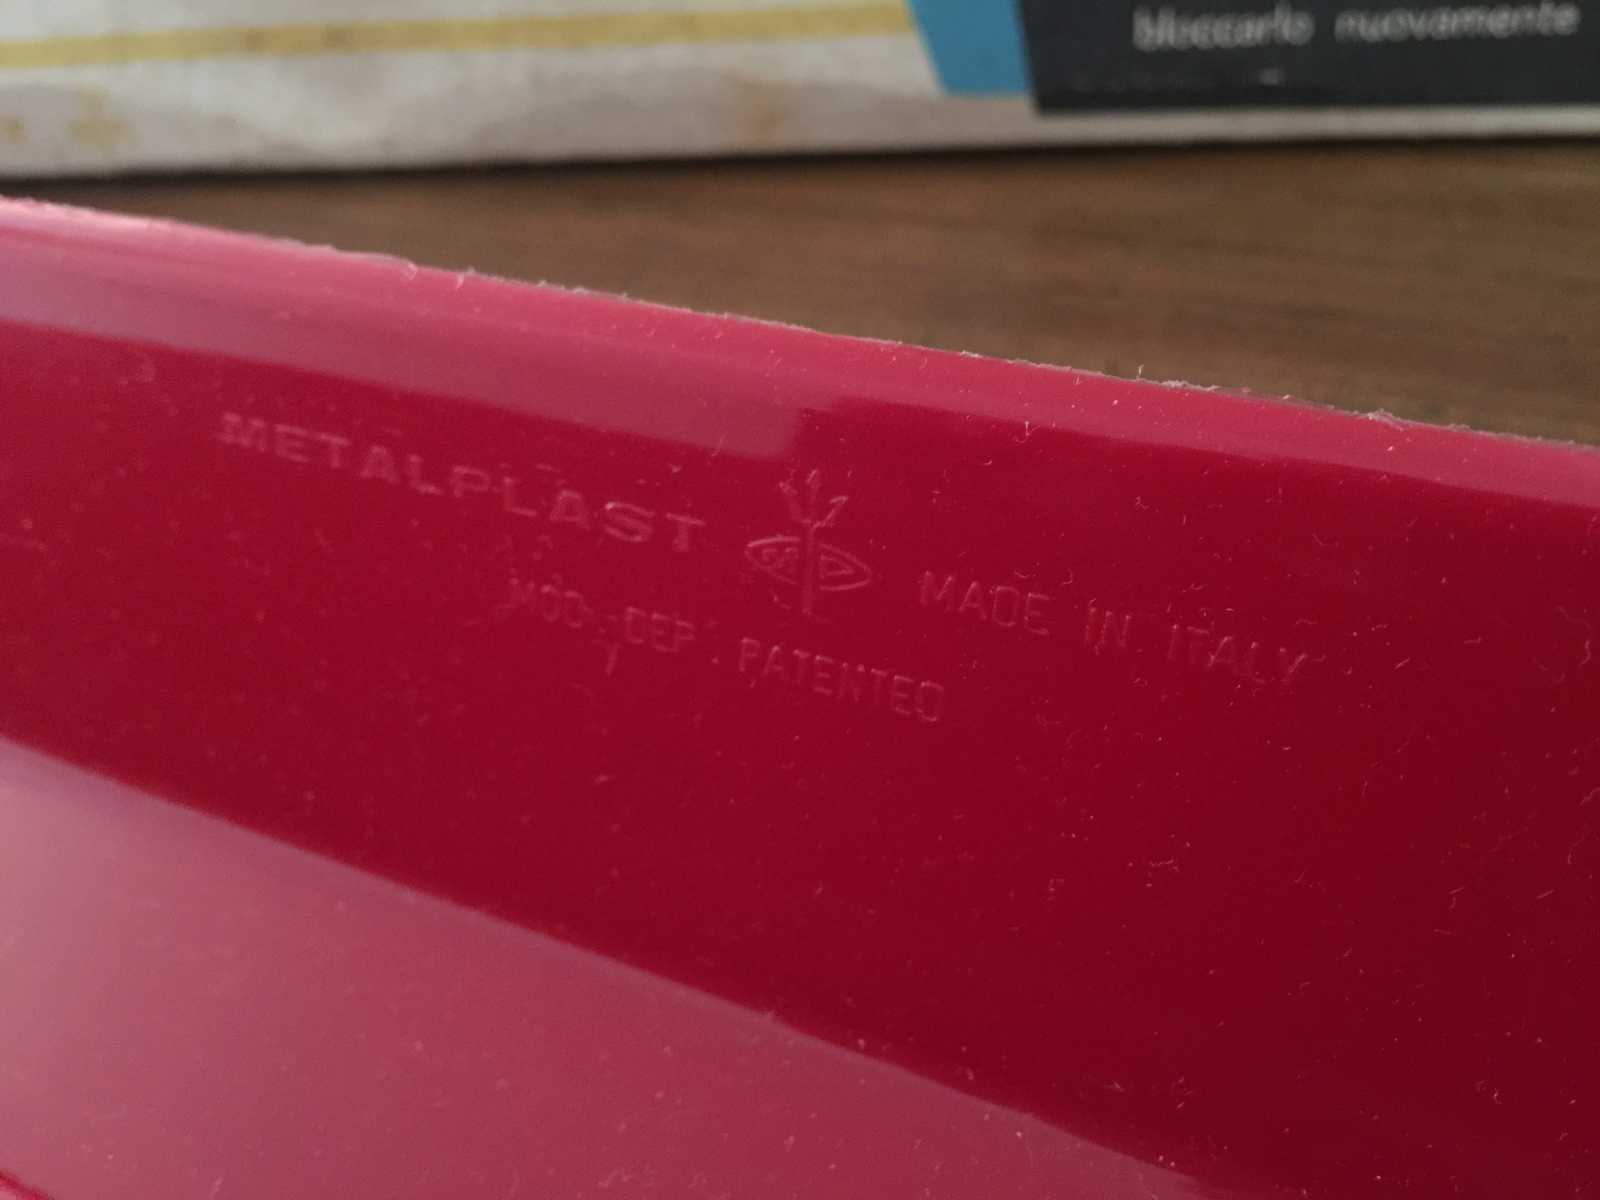 bloccarlo nuovamente
METALPLAST MADE IN ITALY
MOD. DEP. PATENTED